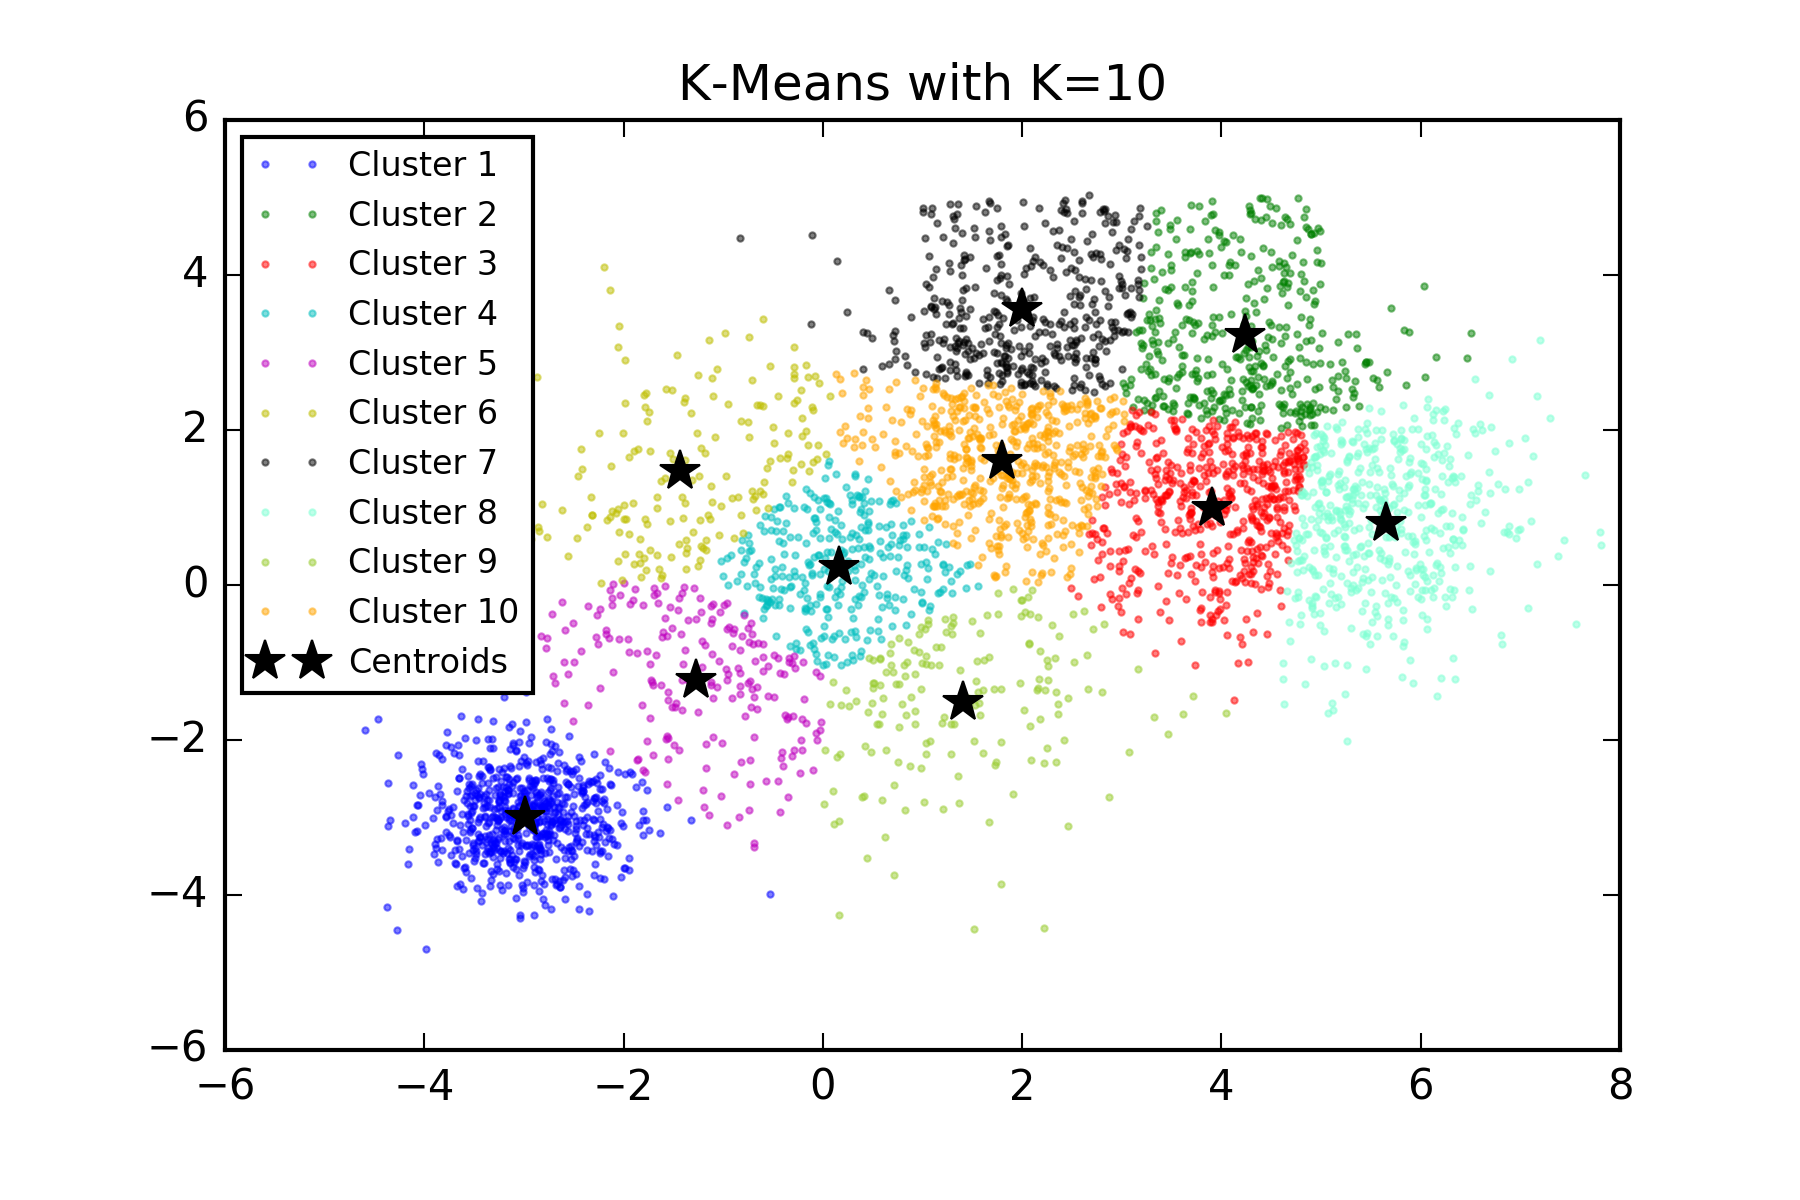 K-Means with K=10
6
4
2
0
−2
−4
−6
Cluster 1
Cluster 2
Cluster 3
Cluster 4
Cluster 5
Cluster 6
Cluster 7
Cluster 8
Cluster 9
Cluster 10
Centroids
−6 −4 −2 0 2 4 6 8